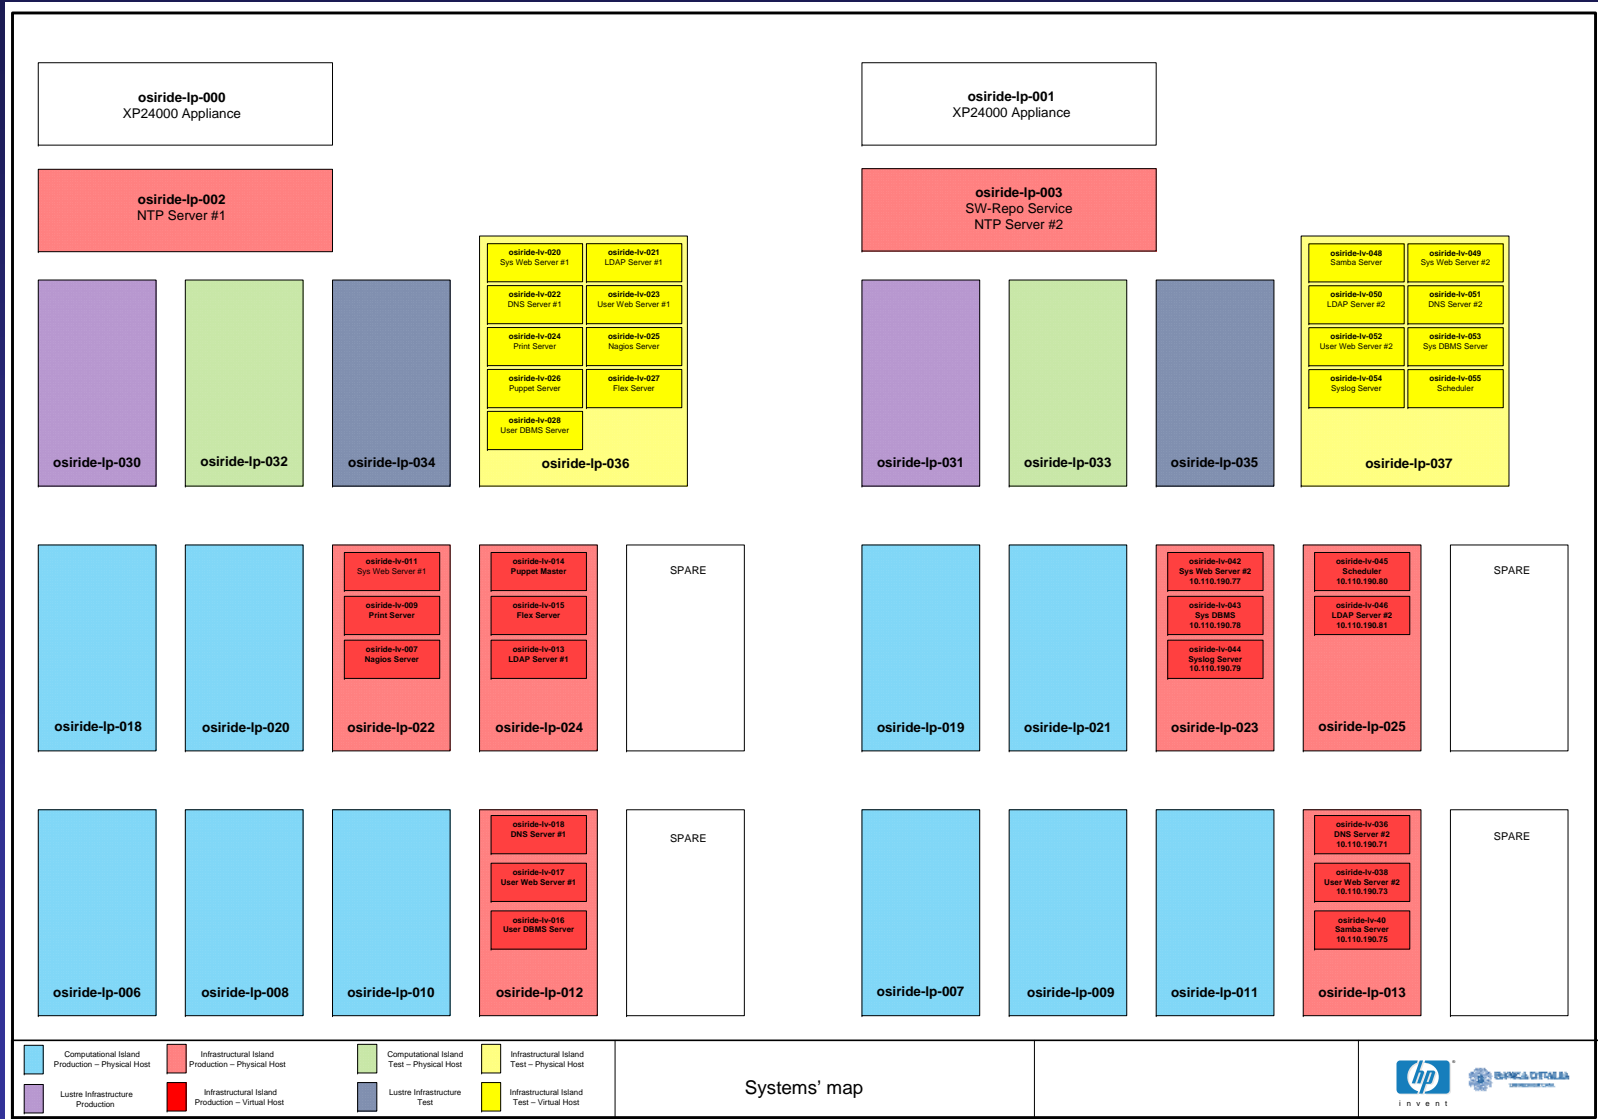 osiride-lp-000
XP24000 Appliance
osiride-lp-001
XP24000 Appliance
osiride-lp-002
NTP Server #1
osiride-lp-003
SW-Repo Service
NTP Server #2
osiride-lp-030
osiride-lp-032
osiride-lp-034
osiride-lv-020
Sys Web Server #1
osiride-lv-021
LDAP Server #1
osiride-lv-022
DNS Server #1
osiride-lv-023
User Web Server #1
osiride-lv-024
Print Server
osiride-lv-025
Nagios Server
osiride-lv-026
Puppet Server
osiride-lv-027
Flex Server
osiride-lv-028
User DBMS Server
osiride-lp-036
osiride-lp-031
osiride-lp-033
osiride-lp-035
osiride-lv-048
Samba Server
osiride-lv-049
Sys Web Server #2
osiride-lv-050
LDAP Server #2
osiride-lv-051
DNS Server #2
osiride-lv-052
User Web Server #2
osiride-lv-053
Sys DBMS Server
osiride-lv-054
Syslog Server
osiride-lv-055
Scheduler
osiride-lp-037
osiride-lp-018
osiride-lp-020
osiride-lv-011
Sys Web Server #1
osiride-lv-009
Print Server
osiride-lv-007
Nagios Server
osiride-lp-022
osiride-lv-014
Puppet Master
osiride-lv-015
Flex Server
osiride-lv-013
LDAP Server #1
osiride-lp-024
SPARE
osiride-lp-019
osiride-lp-021
osiride-lv-042
Sys Web Server #2
10.110.190.77
osiride-lv-043
Sys DBMS
10.110.190.78
osiride-lv-044
Syslog Server
10.110.190.79
osiride-lp-023
osiride-lv-045
Scheduler
10.110.190.80
osiride-lv-046
LDAP Server #2
10.110.190.81
osiride-lp-025
SPARE
osiride-lp-006
osiride-lp-008
osiride-lp-010
osiride-lv-018
DNS Server #1
osiride-lv-017
User Web Server #1
osiride-lv-016
User DBMS Server
osiride-lp-012
SPARE
osiride-lp-007
osiride-lp-009
osiride-lp-011
osiride-lv-036
DNS Server #2
10.110.190.71
osiride-lv-038
User Web Server #2
10.110.190.73
osiride-lv-40
Samba Server
10.110.190.75
osiride-lp-013
SPARE
Computational Island
Production – Physical Host
Infrastructural Island
Production – Physical Host
Computational Island
Test – Physical Host
Infrastructural Island
Test – Physical Host
Lustre Infrastructure
Production
Infrastructural Island
Production – Virtual Host
Lustre Infrastructure
Test
Infrastructural Island
Test – Virtual Host
Systems' map
hp
invent
BANCA D'ITALIA